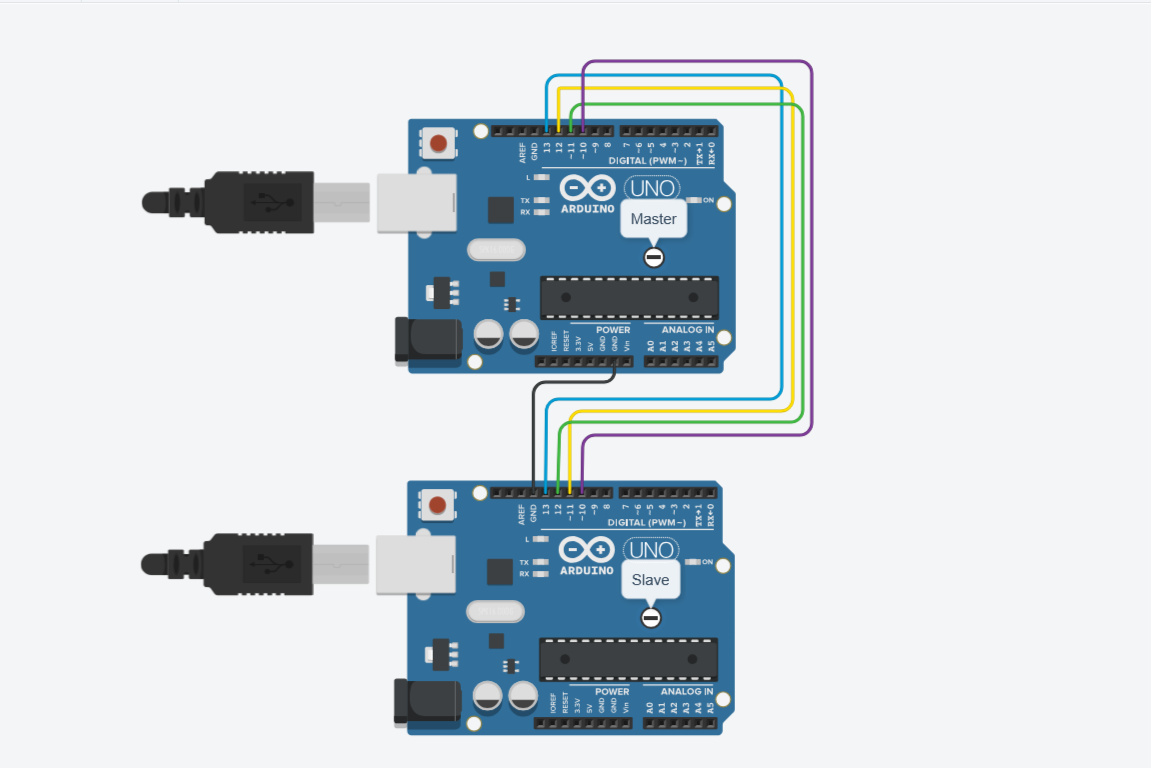 AREF
GND
13
12
~11
~10
~9
8
7
~6
~5
4
~3
2
TX→1
RX←0
DIGITAL (PWM~)
L
TX
RX
ARDUINO
UNO
ON
Master
POWER
ANALOG IN
IOREF
RESET
3.3V
5V
GND
GND
Vin
A0
A1
A2
A3
A4
A5
AREF
GND
13
12
~11
~10
~9
8
7
~6
~5
4
~3
2
TX→1
RX←0
DIGITAL (PWM~)
L
TX
RX
ARDUINO
UNO
ON
Slave
POWER
ANALOG IN
IOREF
RESET
3.3V
5V
GND
GND
Vin
A0
A1
A2
A3
A4
A5